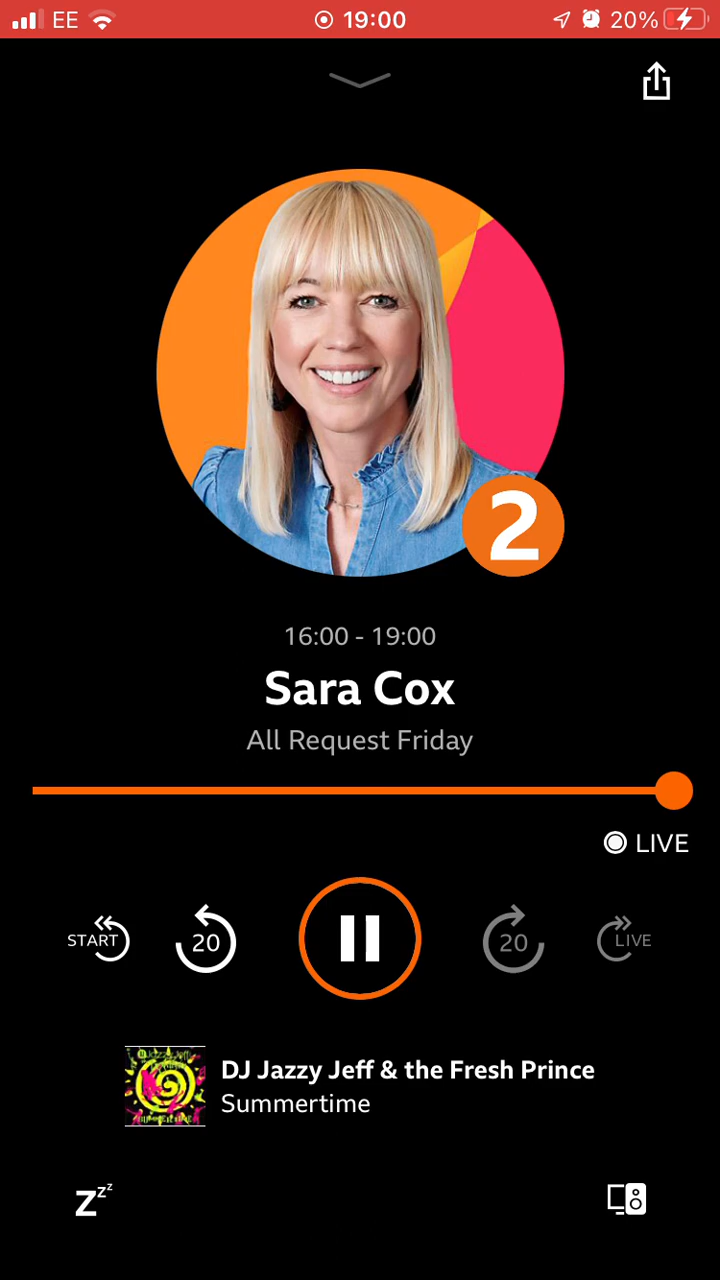 EE 19:00 20%
2
16:00 - 19:00
Sara Cox
All Request Friday
LIVE
START 20 20 LIVE
DJ Jazzy Jeff & the Fresh Prince
Summertime
Zzz